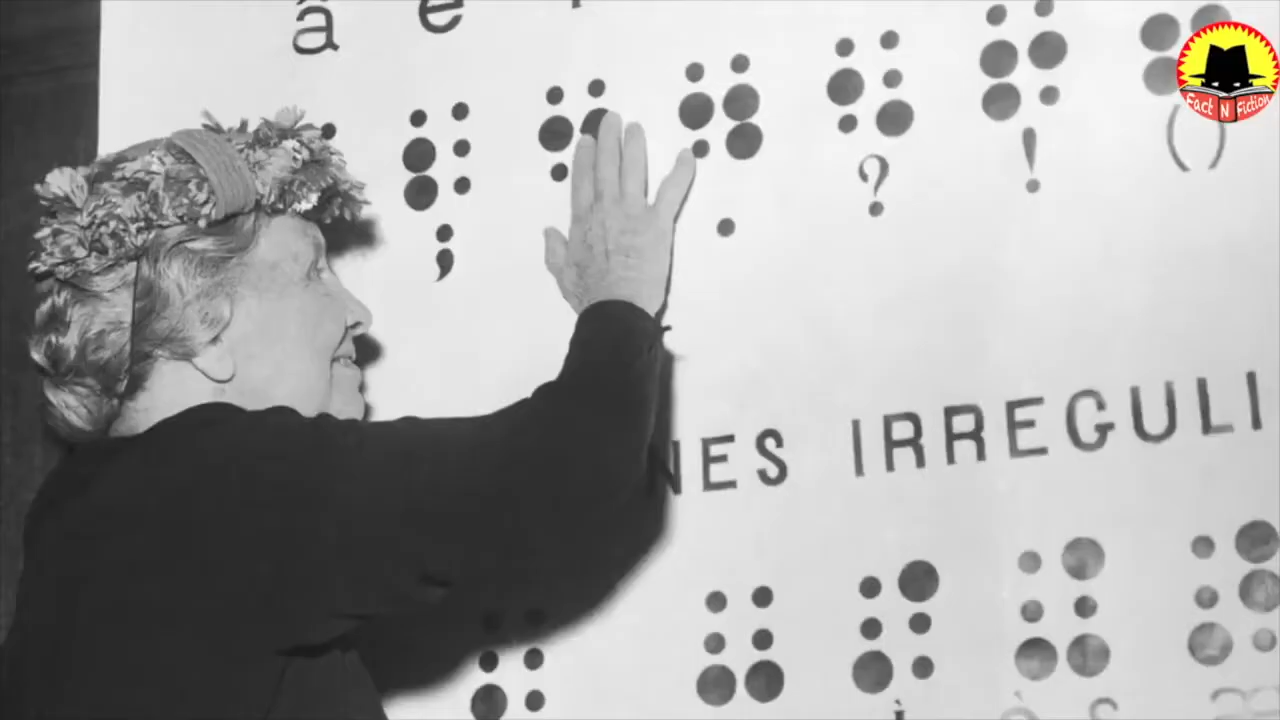 â e
; . ? ! ( )
NES IRREGULI
Fact N Fiction